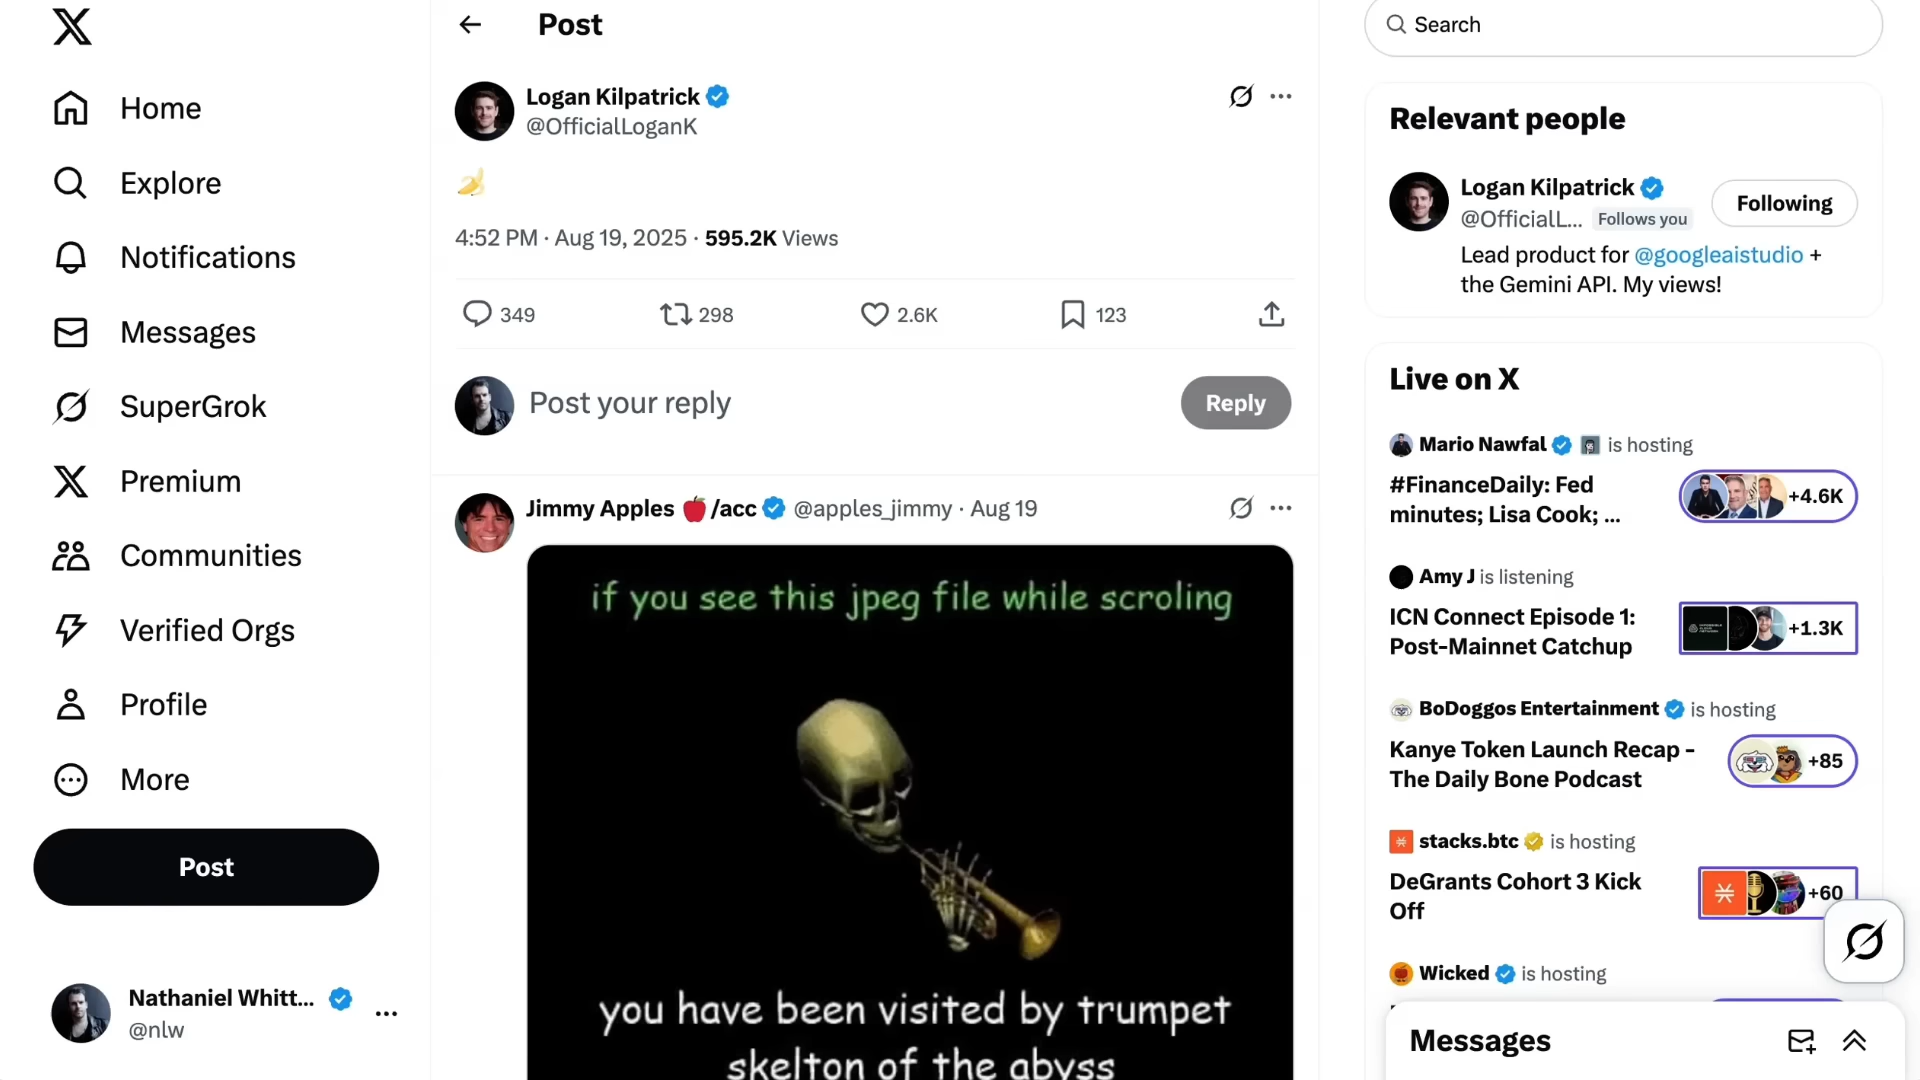 Home
Explore
Notifications
Messages
SuperGrok
Premium
Communities
Verified Orgs
Profile
More
Post
Nathaniel Whitt...
@nlw
Post
Logan Kilpatrick
@OfficialLoganK
🍌
4:52 PM · Aug 19, 2025 · 595.2K Views
349 298 2.6K 123
Post your reply
Reply
Jimmy Apples 🍎/acc @apples_jimmy · Aug 19
if you see this jpeg file while scroling
you have been visited by trumpet
skelton of the abyss
Search
Relevant people
Logan Kilpatrick
@OfficialL... Follows you
Following
Lead product for @googleaistudio +
the Gemini API. My views!
Live on X
Mario Nawfal is hosting
#FinanceDaily: Fed
minutes; Lisa Cook; ...
+4.6K
Amy J is listening
ICN Connect Episode 1:
Post-Mainnet Catchup
+1.3K
BoDoggos Entertainment is hosting
Kanye Token Launch Recap -
The Daily Bone Podcast
+85
stacks.btc is hosting
DeGrants Cohort 3 Kick
Off
+60
Wicked is hosting
Messages